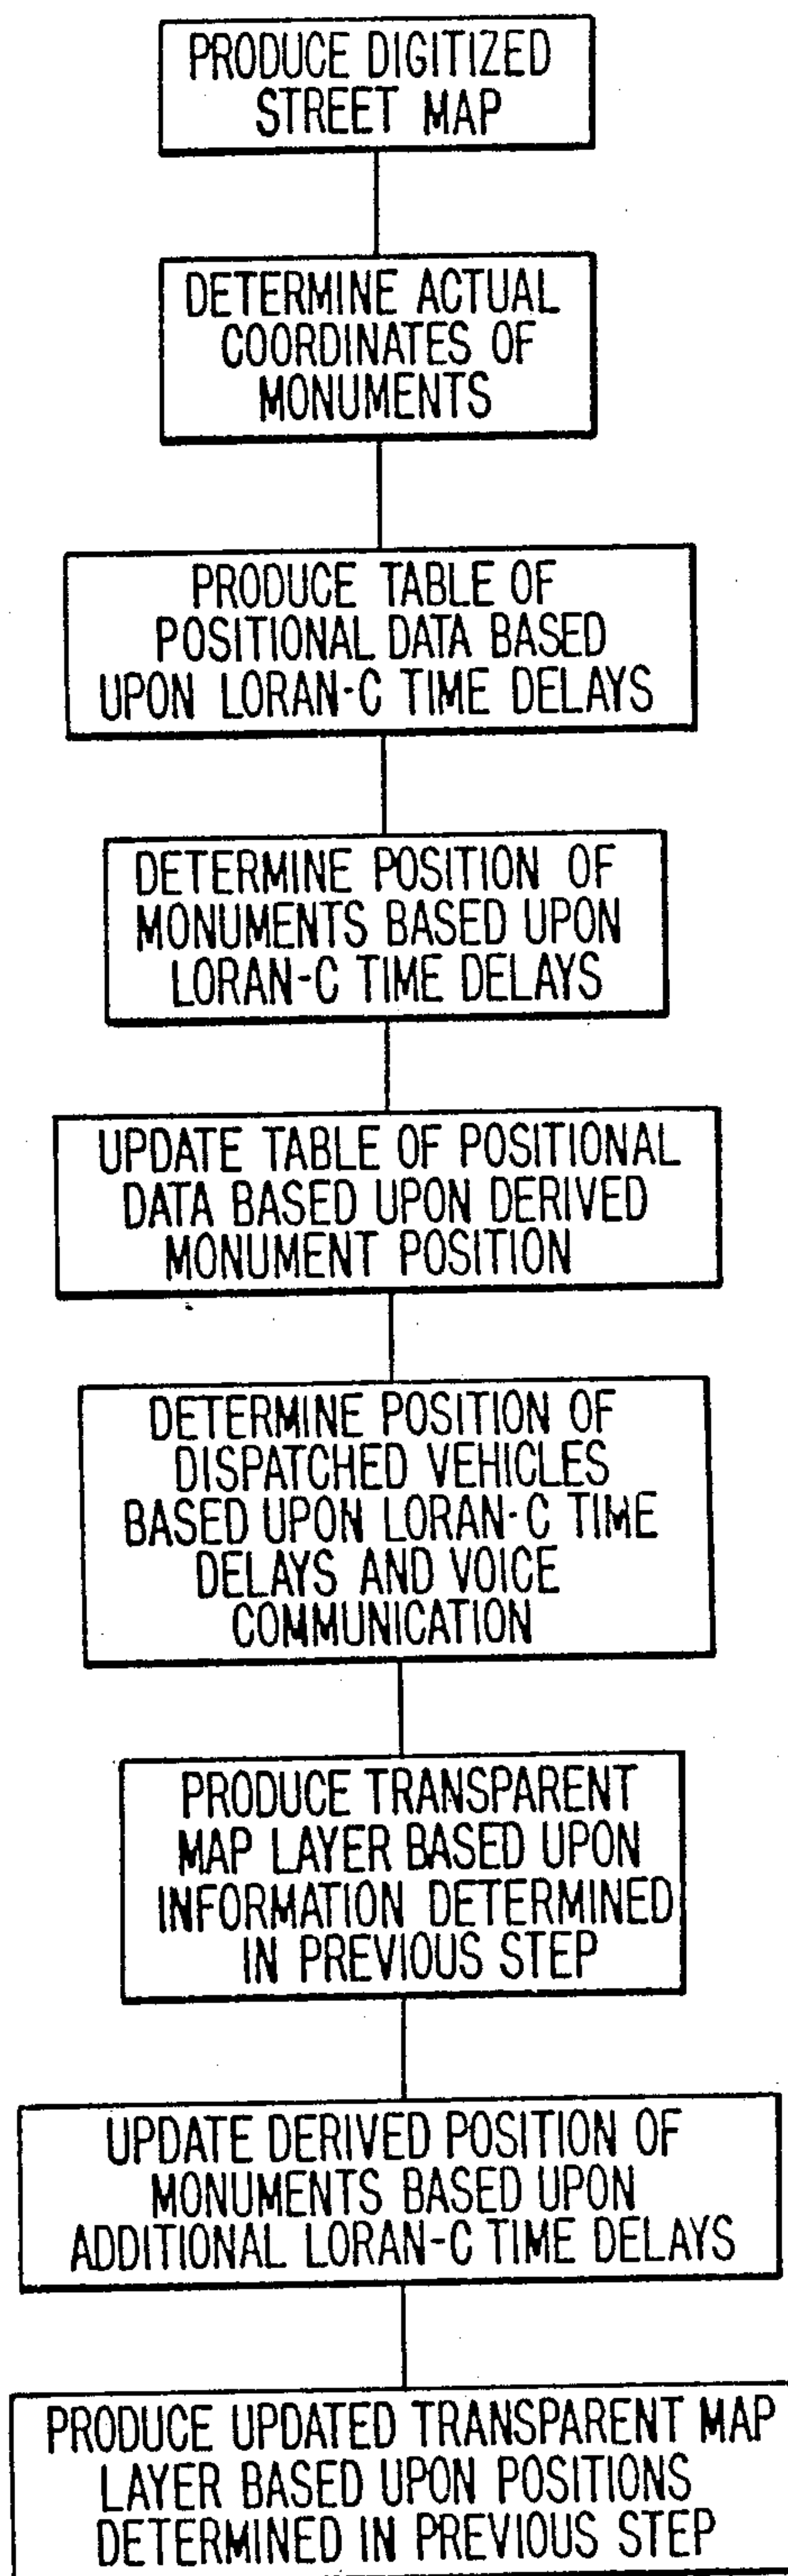 PRODUCE DIGITIZED
STREET MAP
DETERMINE ACTUAL
COORDINATES OF
MONUMENTS
PRODUCE TABLE OF
POSITIONAL DATA BASED
UPON LORAN-C TIME DELAYS
DETERMINE POSITION OF
MONUMENTS BASED UPON
LORAN-C TIME DELAYS
UPDATE TABLE OF POSITIONAL
DATA BASED UPON DERIVED
MONUMENT POSITION
DETERMINE POSITION OF
DISPATCHED VEHICLES
BASED UPON LORAN-C TIME
DELAYS AND VOICE
COMMUNICATION
PRODUCE TRANSPARENT
MAP LAYER BASED UPON
INFORMATION DETERMINED
IN PREVIOUS STEP
UPDATE DERIVED POSITION OF
MONUMENTS BASED UPON
ADDITIONAL LORAN-C TIME DELAYS
PRODUCE UPDATED TRANSPARENT MAP
LAYER BASED UPON POSITIONS
DETERMINED IN PREVIOUS STEP